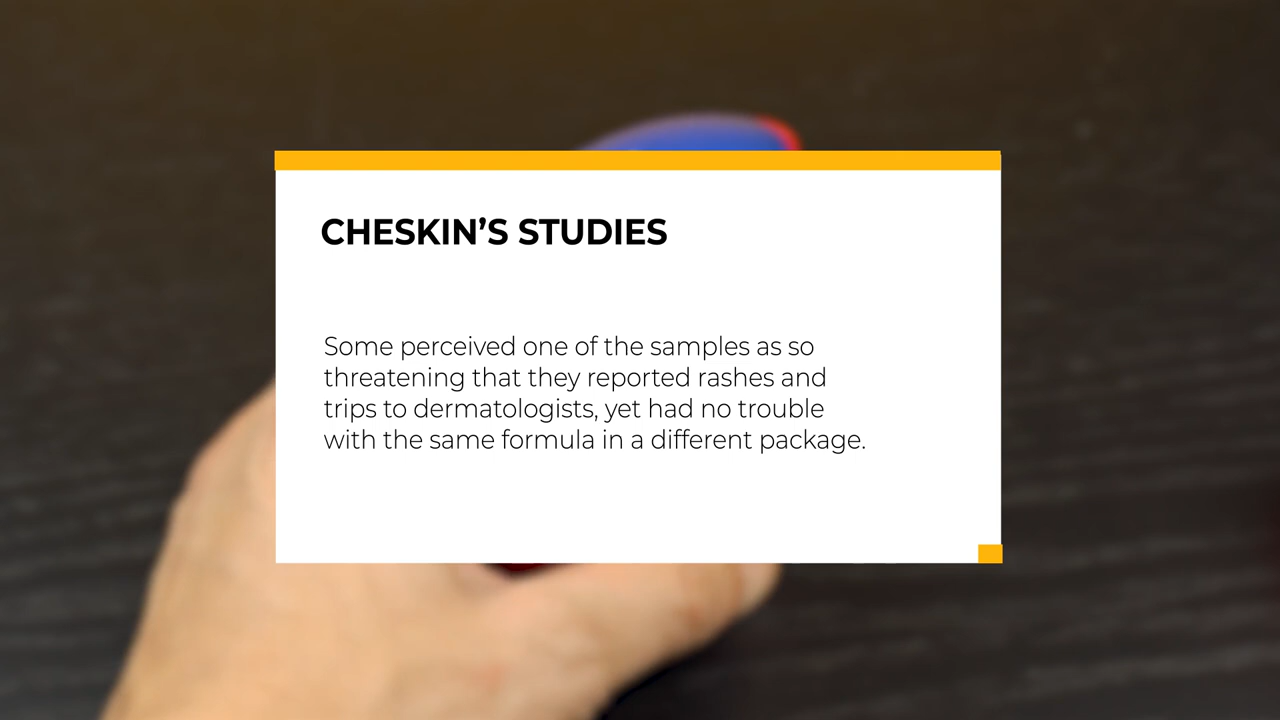 CHESKIN’S STUDIES
Some perceived one of the samples as so
threatening that they reported rashes and
trips to dermatologists, yet had no trouble
with the same formula in a different package.